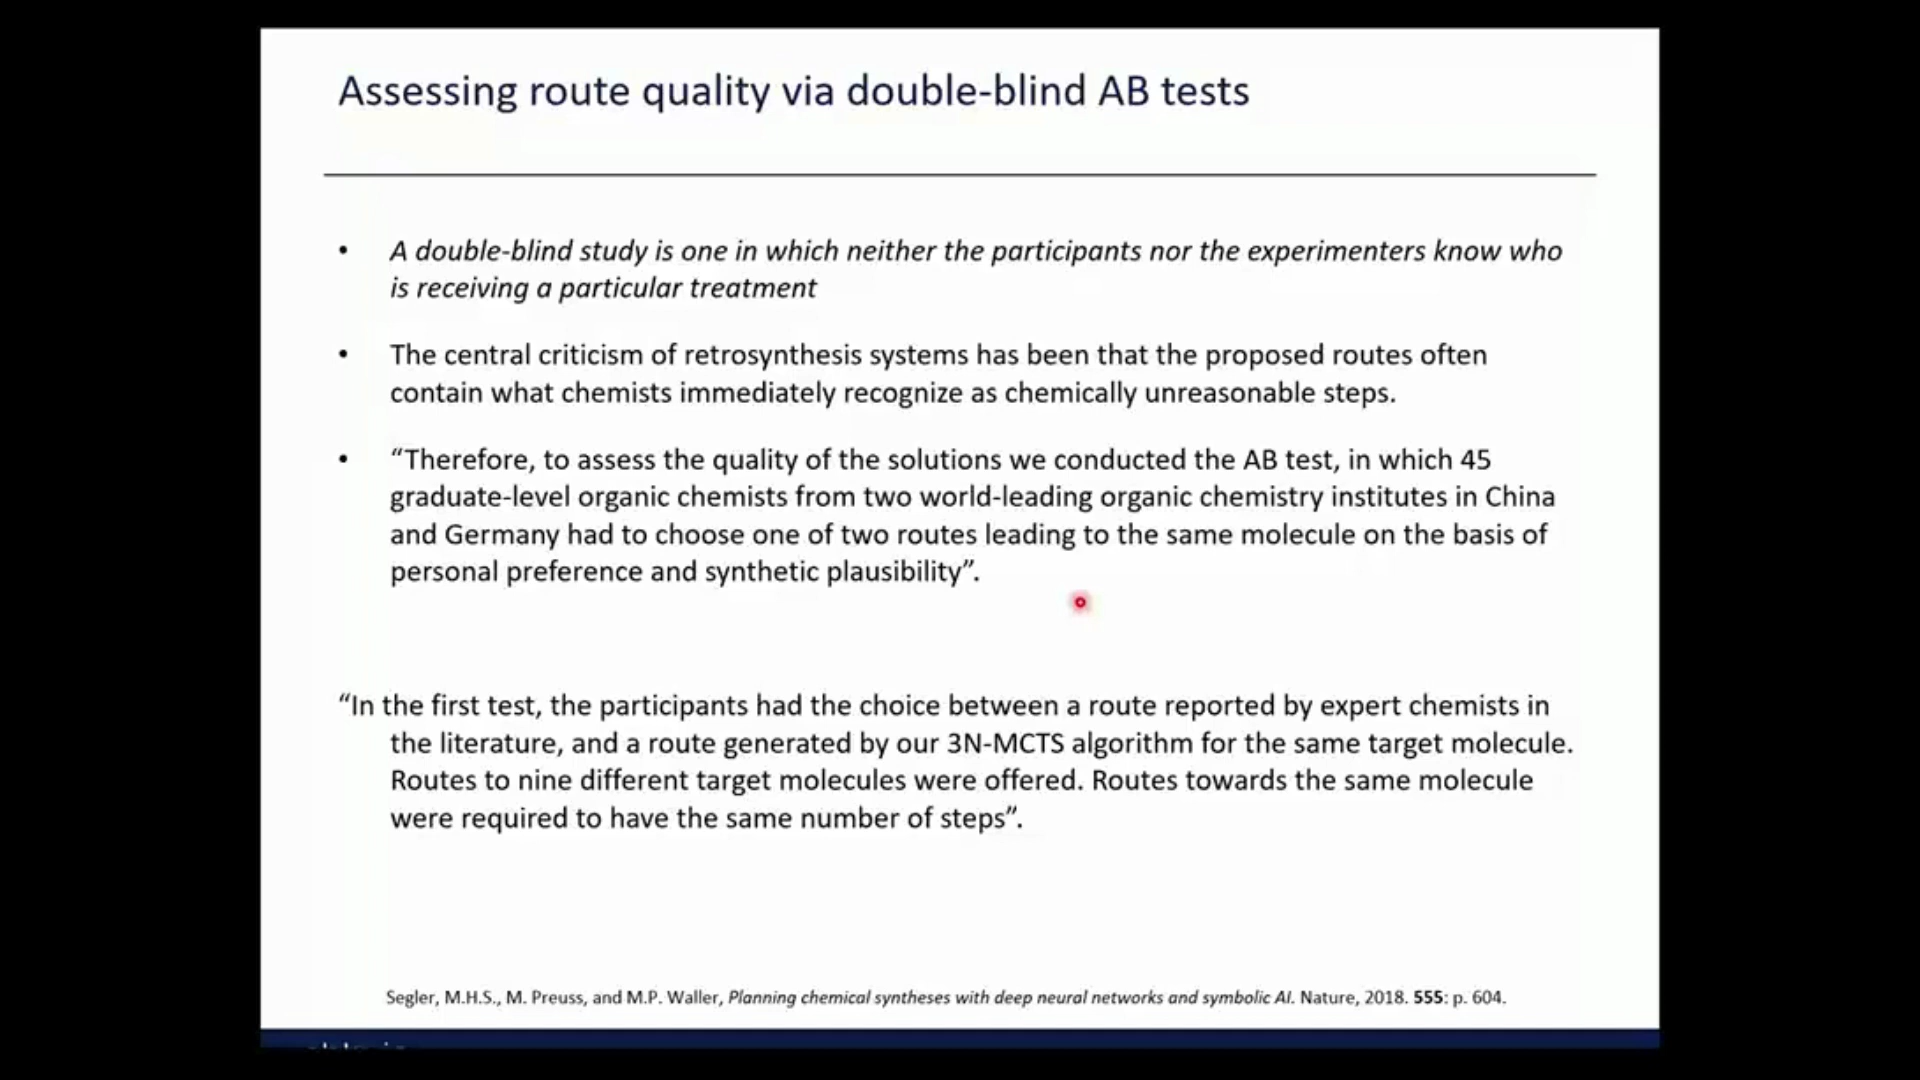 Assessing route quality via double-blind AB tests
• A double-blind study is one in which neither the participants nor the experimenters know who
is receiving a particular treatment
• The central criticism of retrosynthesis systems has been that the proposed routes often
contain what chemists immediately recognize as chemically unreasonable steps.
• “Therefore, to assess the quality of the solutions we conducted the AB test, in which 45
graduate-level organic chemists from two world-leading organic chemistry institutes in China
and Germany had to choose one of two routes leading to the same molecule on the basis of
personal preference and synthetic plausibility”.
“In the first test, the participants had the choice between a route reported by expert chemists in
the literature, and a route generated by our 3N-MCTS algorithm for the same target molecule.
Routes to nine different target molecules were offered. Routes towards the same molecule
were required to have the same number of steps”.
Segler, M.H.S., M. Preuss, and M.P. Waller, Planning chemical syntheses with deep neural networks and symbolic AI. Nature, 2018. 555: p. 604.